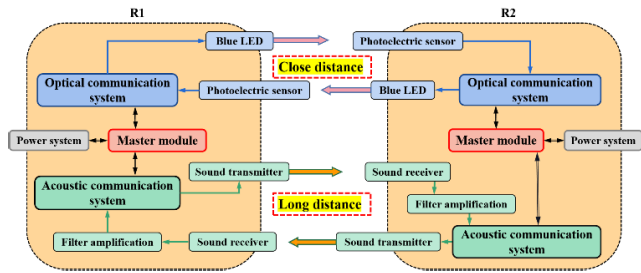 R1
R2
Blue LED
Photoelectric sensor
Close distance
Optical communication
system
Photoelectric sensor
Blue LED
Optical communication
system
Power system
Master module
Master module
Power system
Sound transmitter
Sound receiver
Acoustic communication
system
Long distance
Filter amplification
Filter amplification
Sound receiver
Sound transmitter
Acoustic communication
system